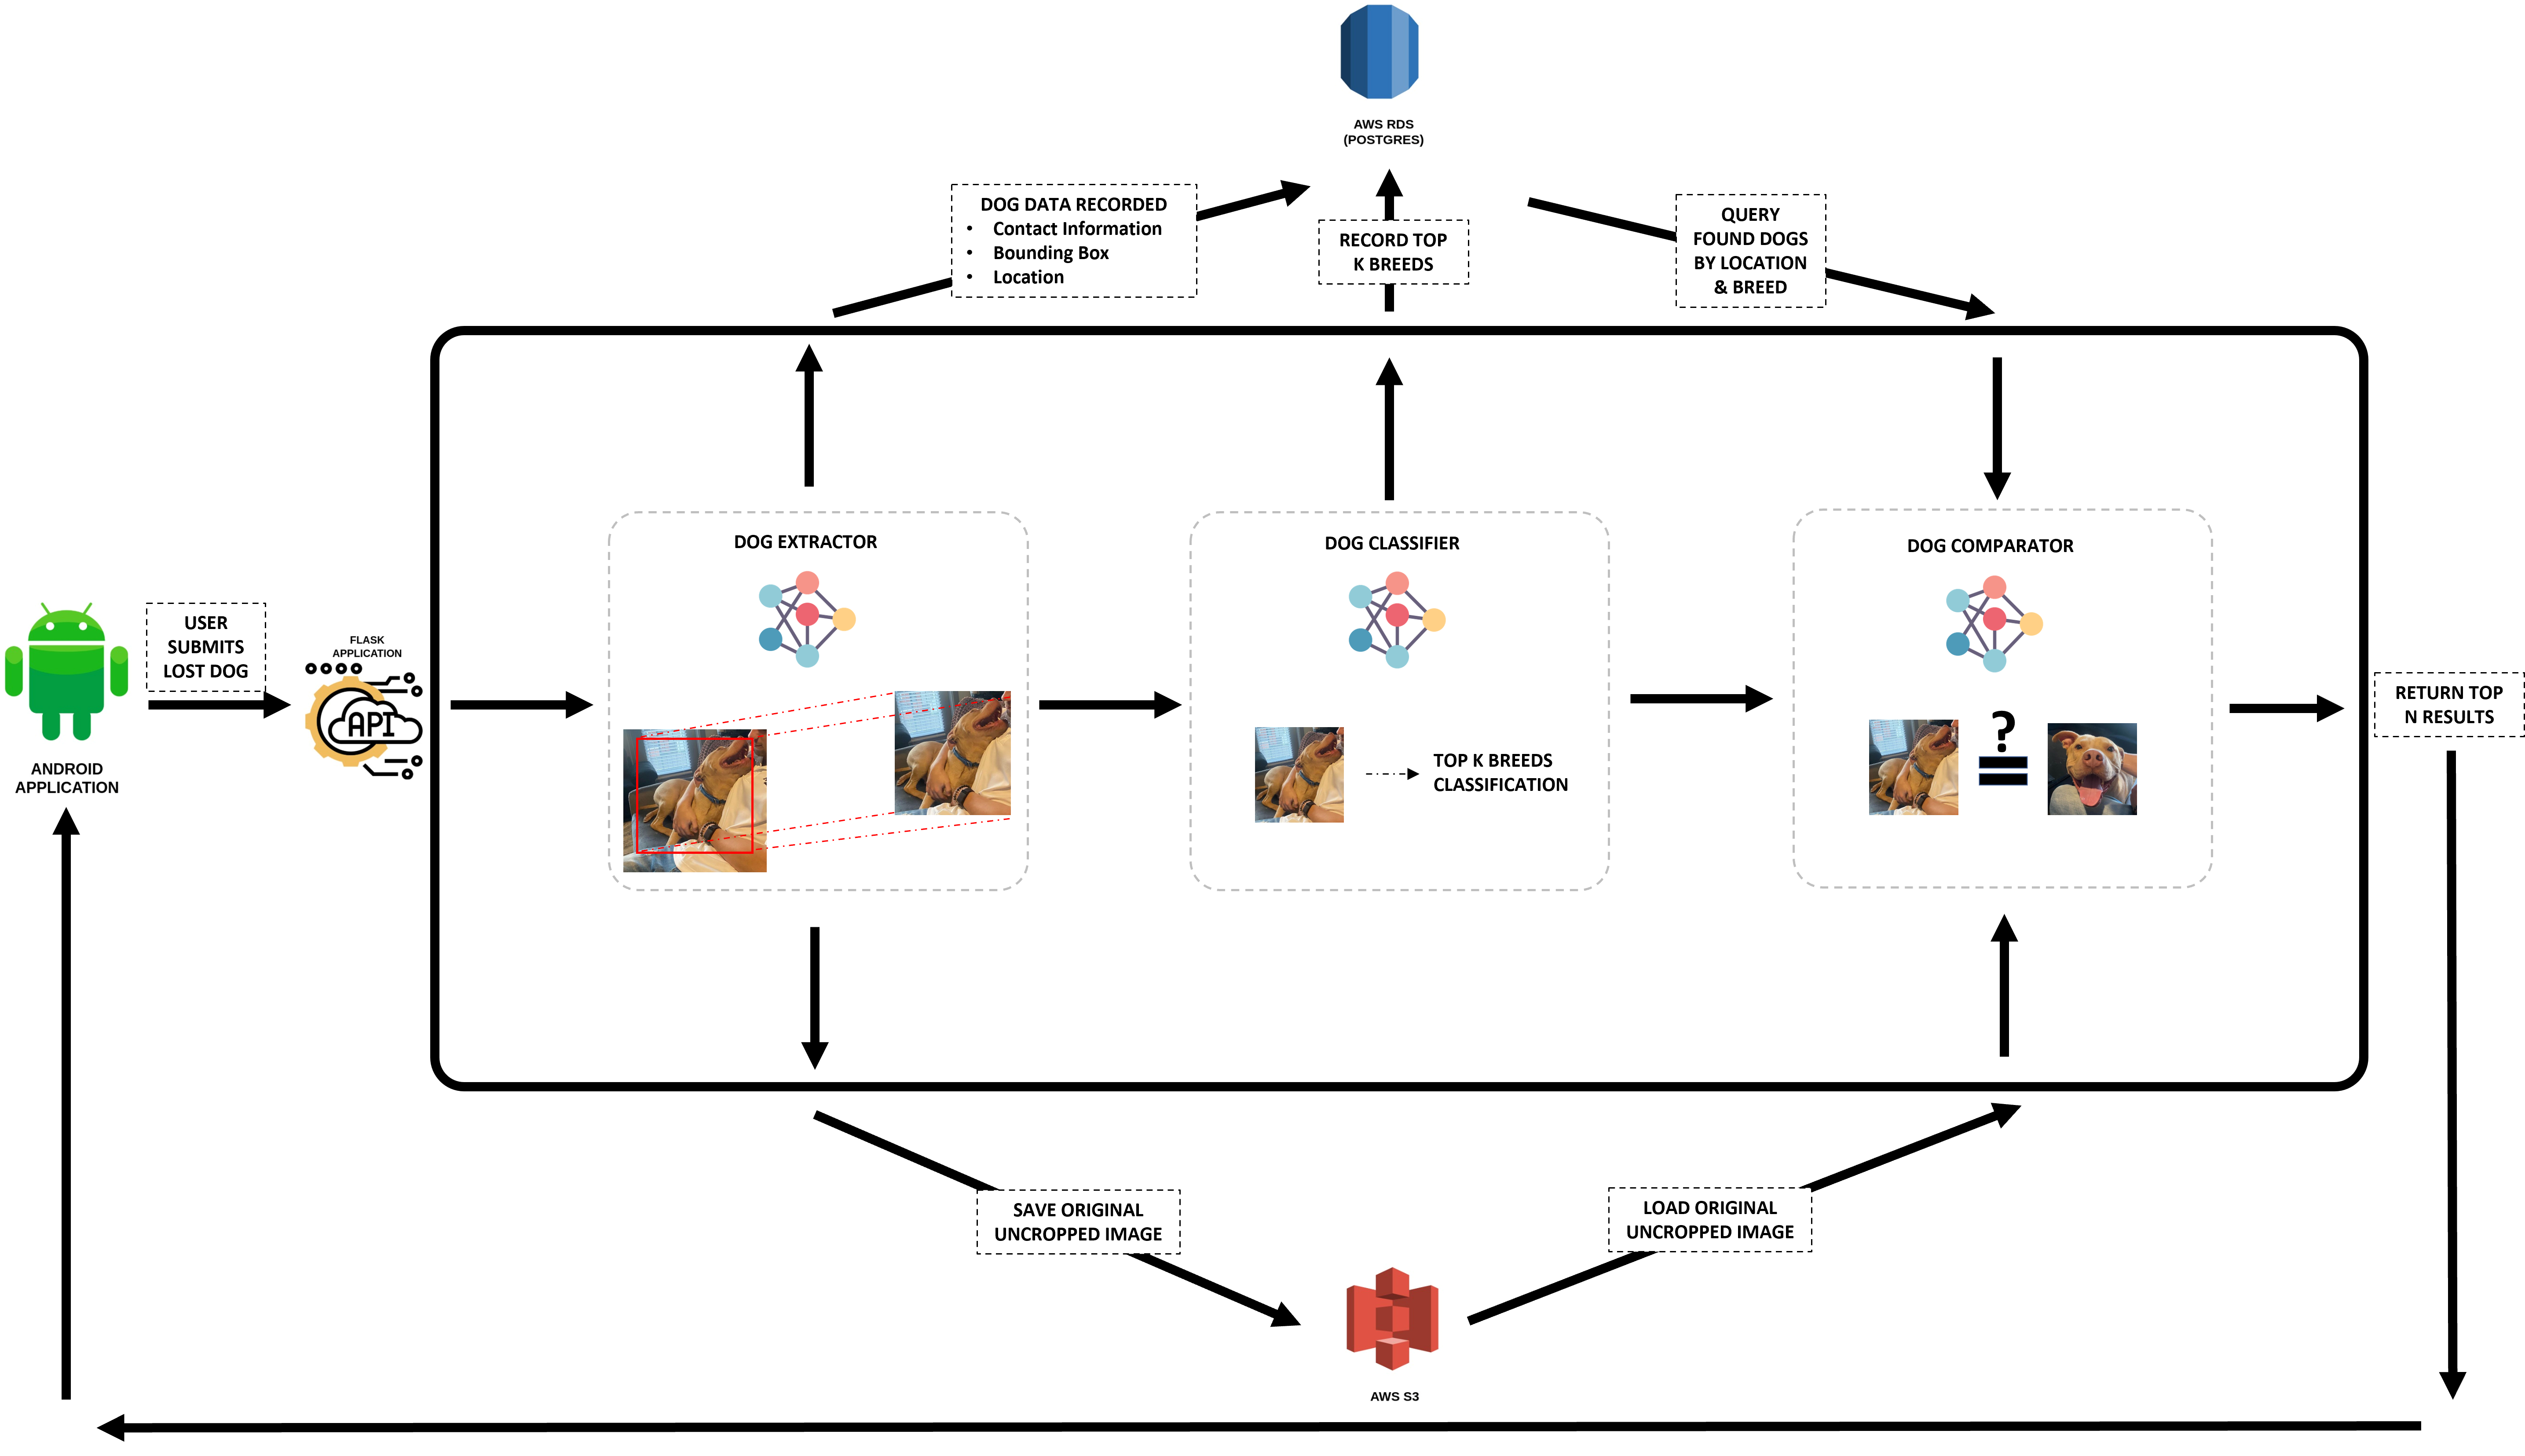 AWS RDS
(POSTGRES)
DOG DATA RECORDED
• Contact Information
• Bounding Box
• Location
RECORD TOP
K BREEDS
QUERY
FOUND DOGS
BY LOCATION
& BREED
DOG EXTRACTOR
DOG CLASSIFIER
DOG COMPARATOR
USER
SUBMITS
LOST DOG
FLASK
APPLICATION
API
ANDROID
APPLICATION
TOP K BREEDS
CLASSIFICATION
?
RETURN TOP
N RESULTS
SAVE ORIGINAL
UNCROPPED IMAGE
LOAD ORIGINAL
UNCROPPED IMAGE
AWS S3